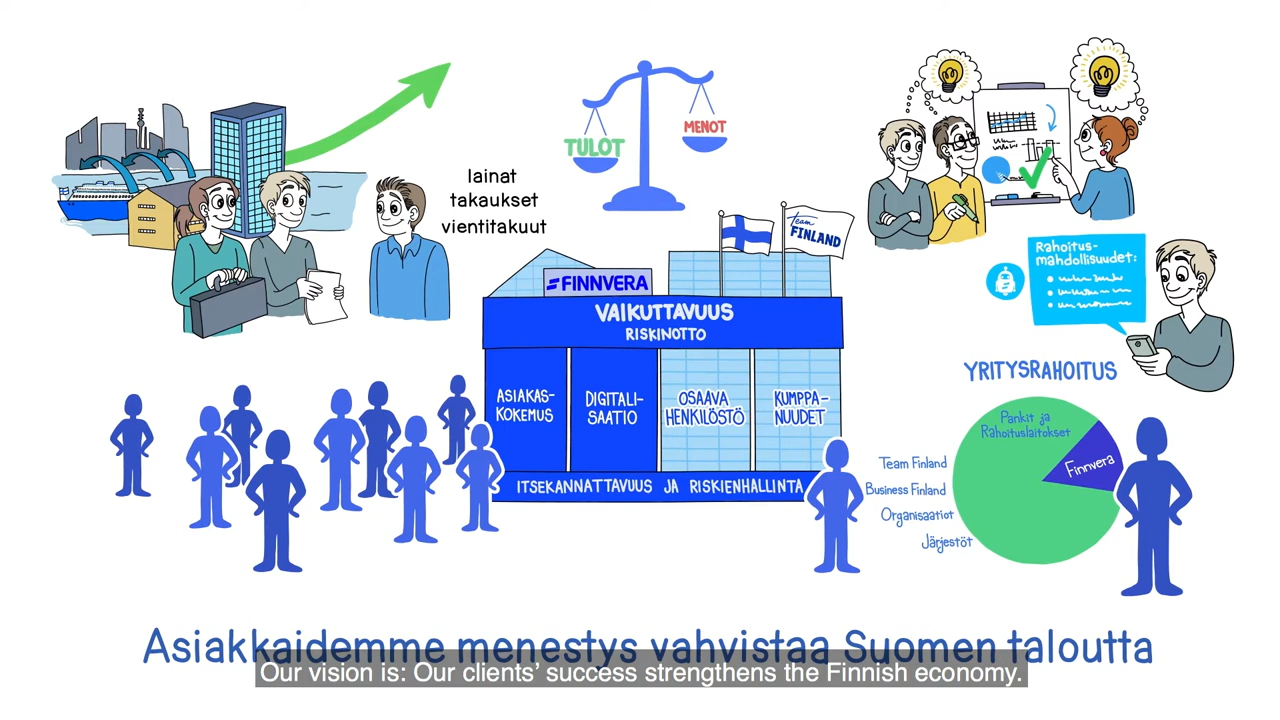 TULOT
MENOT
lainat
takaukset
vientitakuut
team
FINLAND
FINNVERA
VAIKUTTAVUUS
RISKINOTTO
ASIAKAS-
KOKEMUS
DIGITALI-
SAATIO
OSAAVA
HENKILÖSTÖ
KUMPPA-
NUUDET
ITSEKANNATTAVUUS JA RISKIENHALLINTA
Rahoitus-
mahdollisuudet:
YRITYSRAHOITUS
Pankit ja
Rahoituslaitokset
Finnvera
Team Finland
Business Finland
Organisaatiot
Järjestöt
Asiakkaidemme menestys vahvistaa Suomen taloutta
Our vision is: Our clients’ success strengthens the Finnish economy.